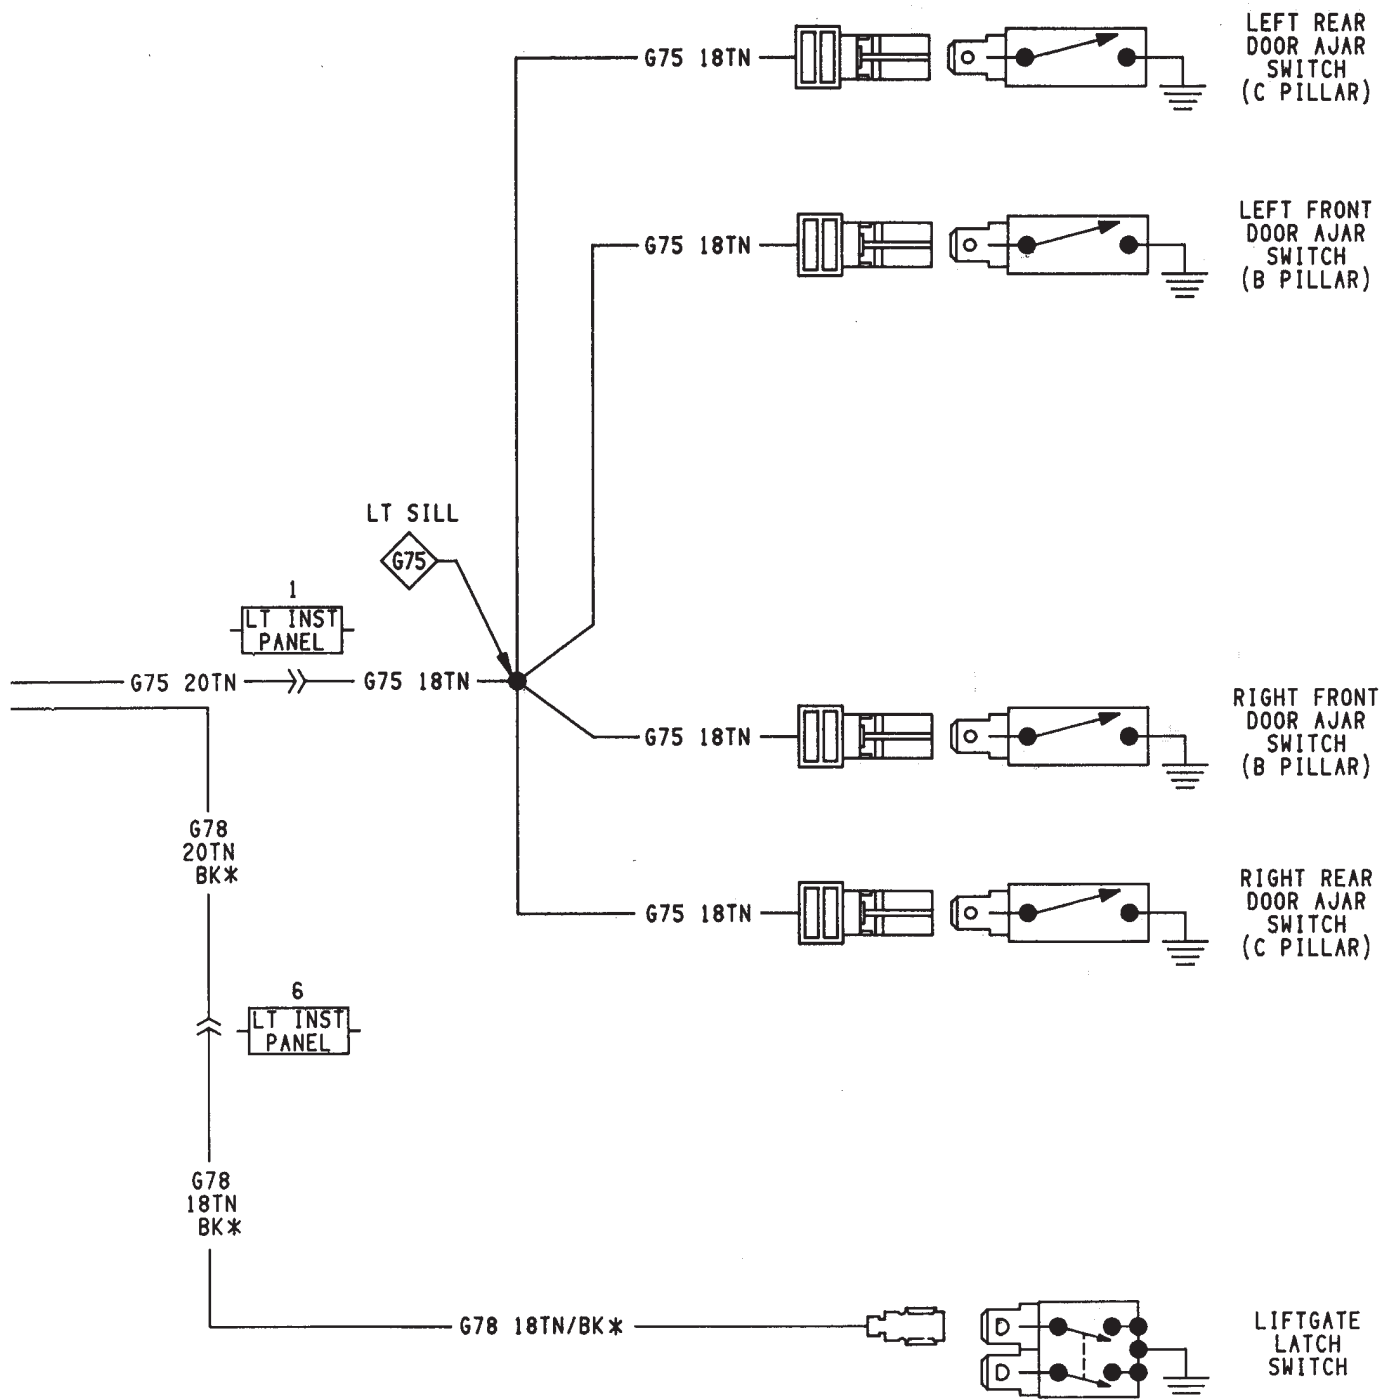 LEFT REAR
DOOR AJAR
SWITCH
(C PILLAR)
G75 18TN
LEFT FRONT
DOOR AJAR
SWITCH
(B PILLAR)
G75 18TN
LT SILL
G75
1
LT INST
PANEL
G75 20TN
G75 18TN
RIGHT FRONT
DOOR AJAR
SWITCH
(B PILLAR)
G75 18TN
G78
20TN
BK*
RIGHT REAR
DOOR AJAR
SWITCH
(C PILLAR)
G75 18TN
6
LT INST
PANEL
G78
18TN
BK*
G78 18TN/BK*
D
D
LIFTGATE
LATCH
SWITCH